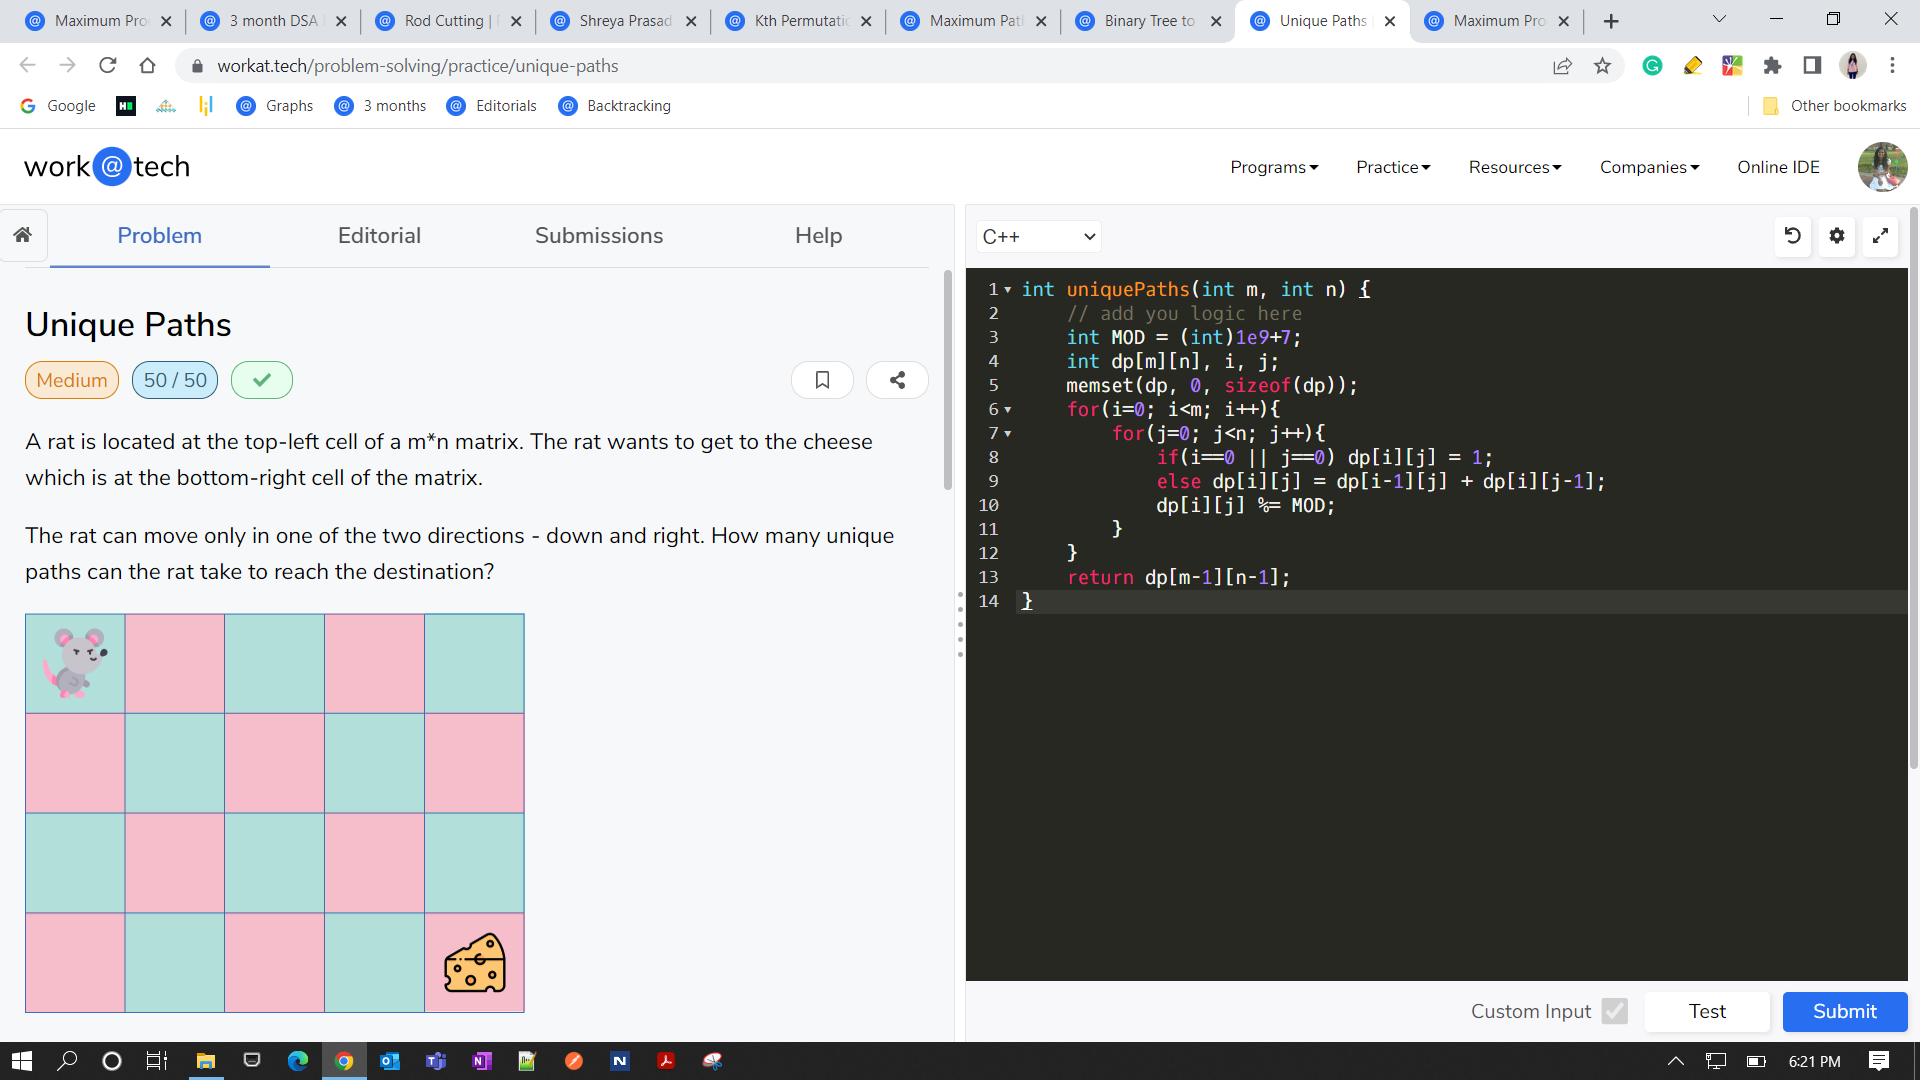 Maximum Pro
3 month DSA
Rod Cutting |
Shreya Prasad
Kth Permutatic
Maximum Pat
Binary Tree to
Unique Paths
Maximum Pro
workat.tech/problem-solving/practice/unique-paths
Google
Graphs
3 months
Editorials
Backtracking
Other bookmarks
work@tech
Programs
Practice
Resources
Companies
Online IDE
Problem
Editorial
Submissions
Help
C++
Unique Paths
Medium
50 / 50
A rat is located at the top-left cell of a m*n matrix. The rat wants to get to the cheese
which is at the bottom-right cell of the matrix.
The rat can move only in one of the two directions - down and right. How many unique
paths can the rat take to reach the destination?
1 int uniquePaths(int m, int n) {
2 // add you logic here
3 int MOD = (int)1e9+7;
4 int dp[m][n], i, j;
5 memset(dp, 0, sizeof(dp));
6 for(i=0; i<m; i++){
7 for(j=0; j<n; j++){
8 if(i==0 || j==0) dp[i][j] = 1;
9 else dp[i][j] = dp[i-1][j] + dp[i][j-1];
10 dp[i][j] %= MOD;
11 }
12 }
13 return dp[m-1][n-1];
14 }
Custom Input
Test
Submit
6:21 PM